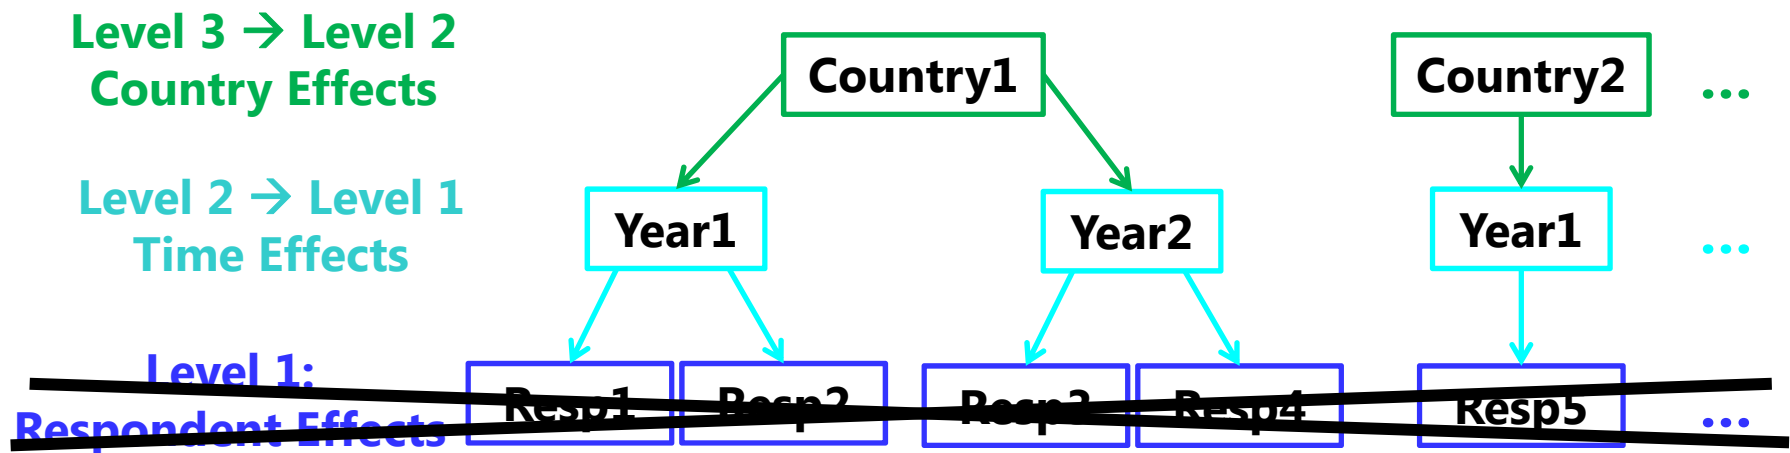 Level 3 → Level 2
Country Effects
Country1
Country2
...
Level 2 → Level 1
Time Effects
Year1
Year2
Year1
...
Level 1:
Respondent Effects
Resp1
Resp2
Resp3
Resp4
Resp5
...